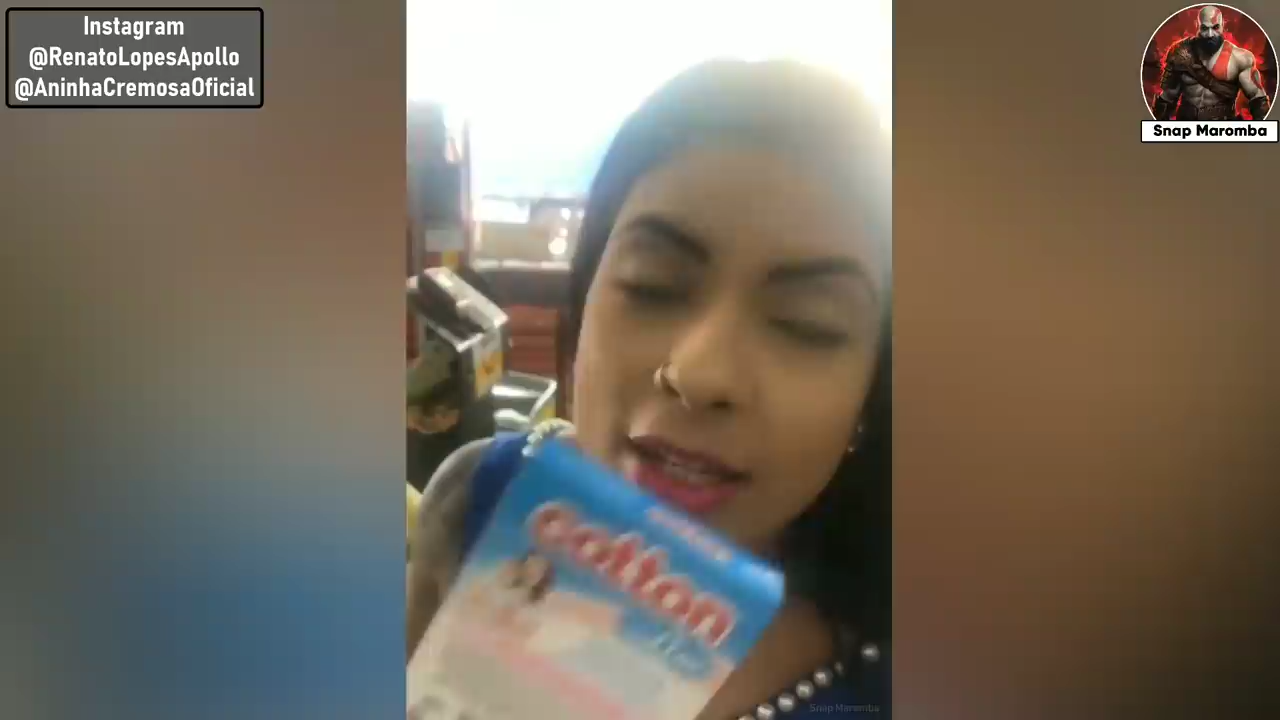 Instagram
@RenatoLopesApollo
@AninhaCremosaOficial
Snap Maromba
cotton
Snap Maromba